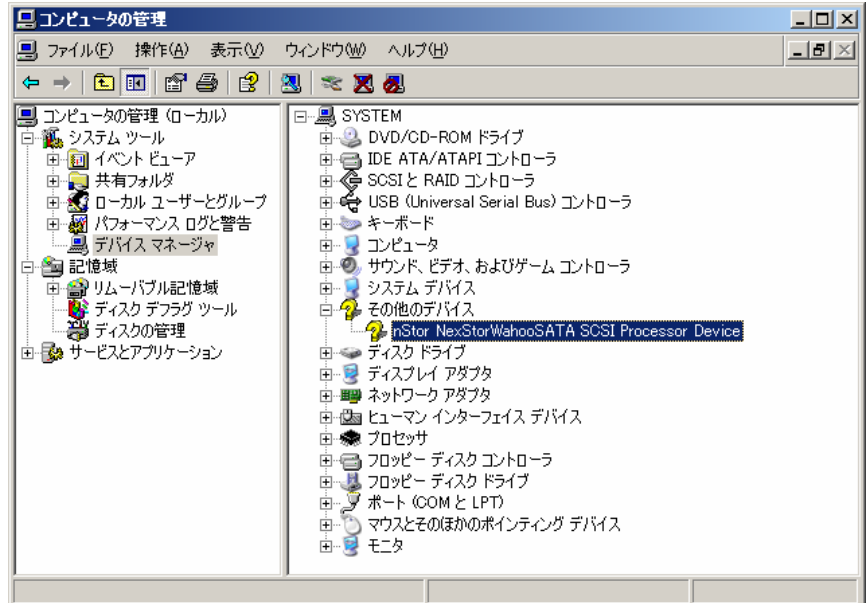 コンピュータの管理
ファイル(F) 操作(A) 表示(V) ウィンドウ(W) ヘルプ(H)
コンピュータの管理 (ローカル)
システム ツール
イベント ビューア
共有フォルダ
ローカル ユーザーとグループ
パフォーマンス ログと警告
デバイス マネージャ
記憶域
リムーバブル記憶域
ディスク デフラグ ツール
ディスクの管理
サービスとアプリケーション
SYSTEM
DVD/CD-ROM ドライブ
IDE ATA/ATAPI コントローラ
SCSI と RAID コントローラ
USB (Universal Serial Bus) コントローラ
キーボード
コンピュータ
サウンド、ビデオ、およびゲーム コントローラ
システム デバイス
その他のデバイス
nStor NexStorWahooSATA SCSI Processor Device
ディスク ドライブ
ディスプレイ アダプタ
ネットワーク アダプタ
ヒューマン インターフェイス デバイス
プロセッサ
フロッピー ディスク コントローラ
フロッピー ディスク ドライブ
ポート (COM と LPT)
マウスとそのほかのポインティング デバイス
モニタ